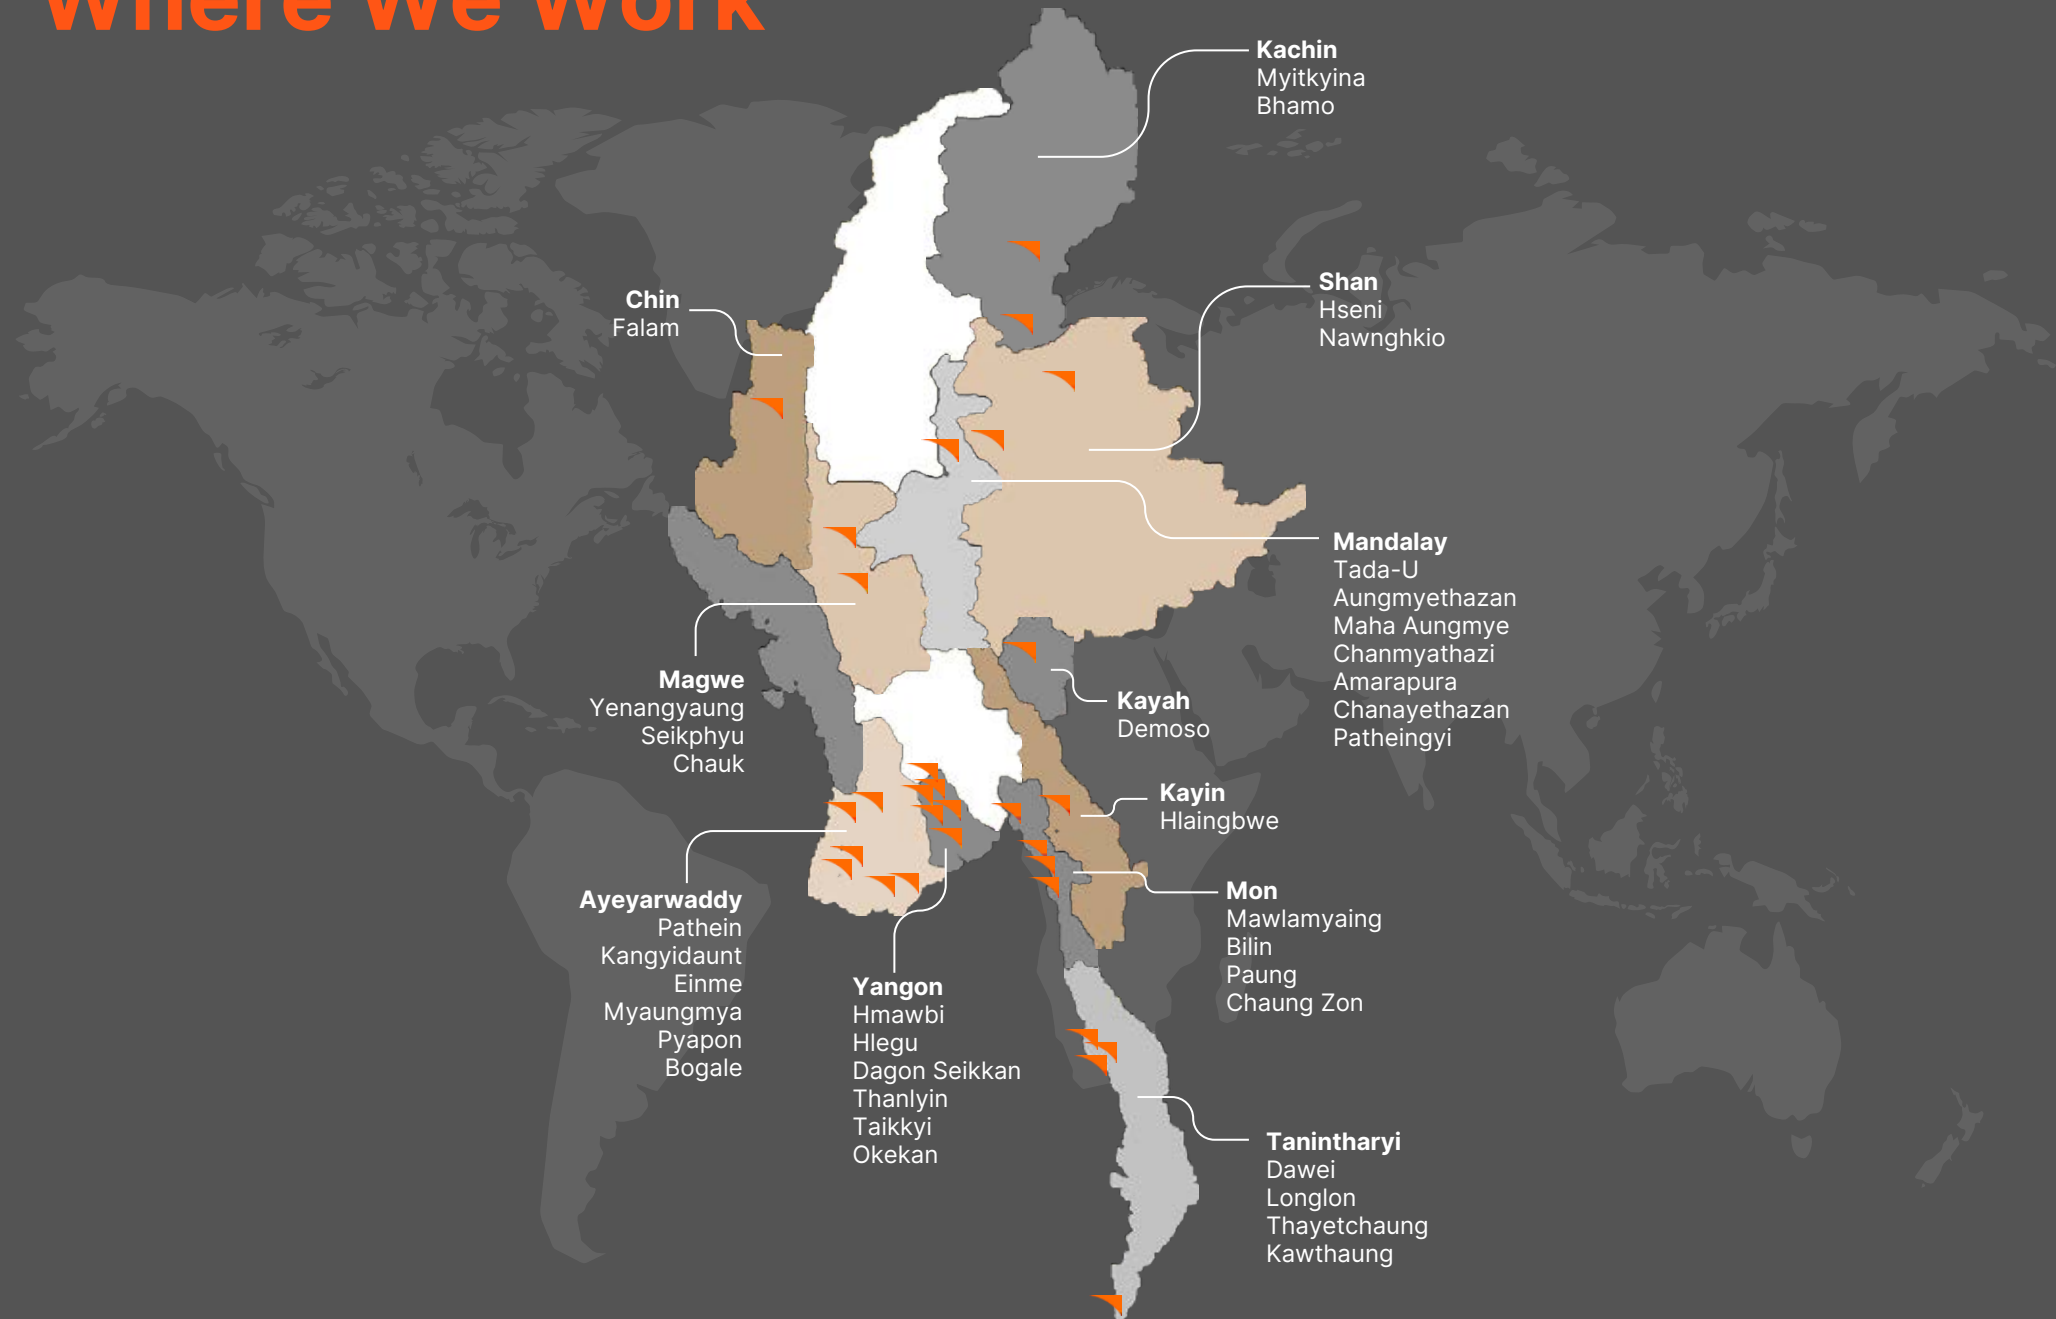 Where We Work
Kachin
Myitkyina
Bhamo
Chin
Falam
Shan
Hseni
Nawnghkio
Mandalay
Tada-U
Aungmyethazan
Maha Aungmye
Chanmyathazi
Amarapura
Chanayethazan
Patheingyi
Magwe
Yenangyaung
Seikphyu
Chauk
Kayah
Demoso
Kayin
Hlaingbwe
Ayeyarwaddy
Pathein
Kangyidaunt
Einme
Myaungmya
Pyapon
Bogale
Mon
Mawlamyaing
Bilin
Paung
Chaung Zon
Yangon
Hmawbi
Hlegu
Dagon Seikkan
Thanlyin
Taikkyi
Okekan
Tanintharyi
Dawei
Longlon
Thayetchaung
Kawthaung